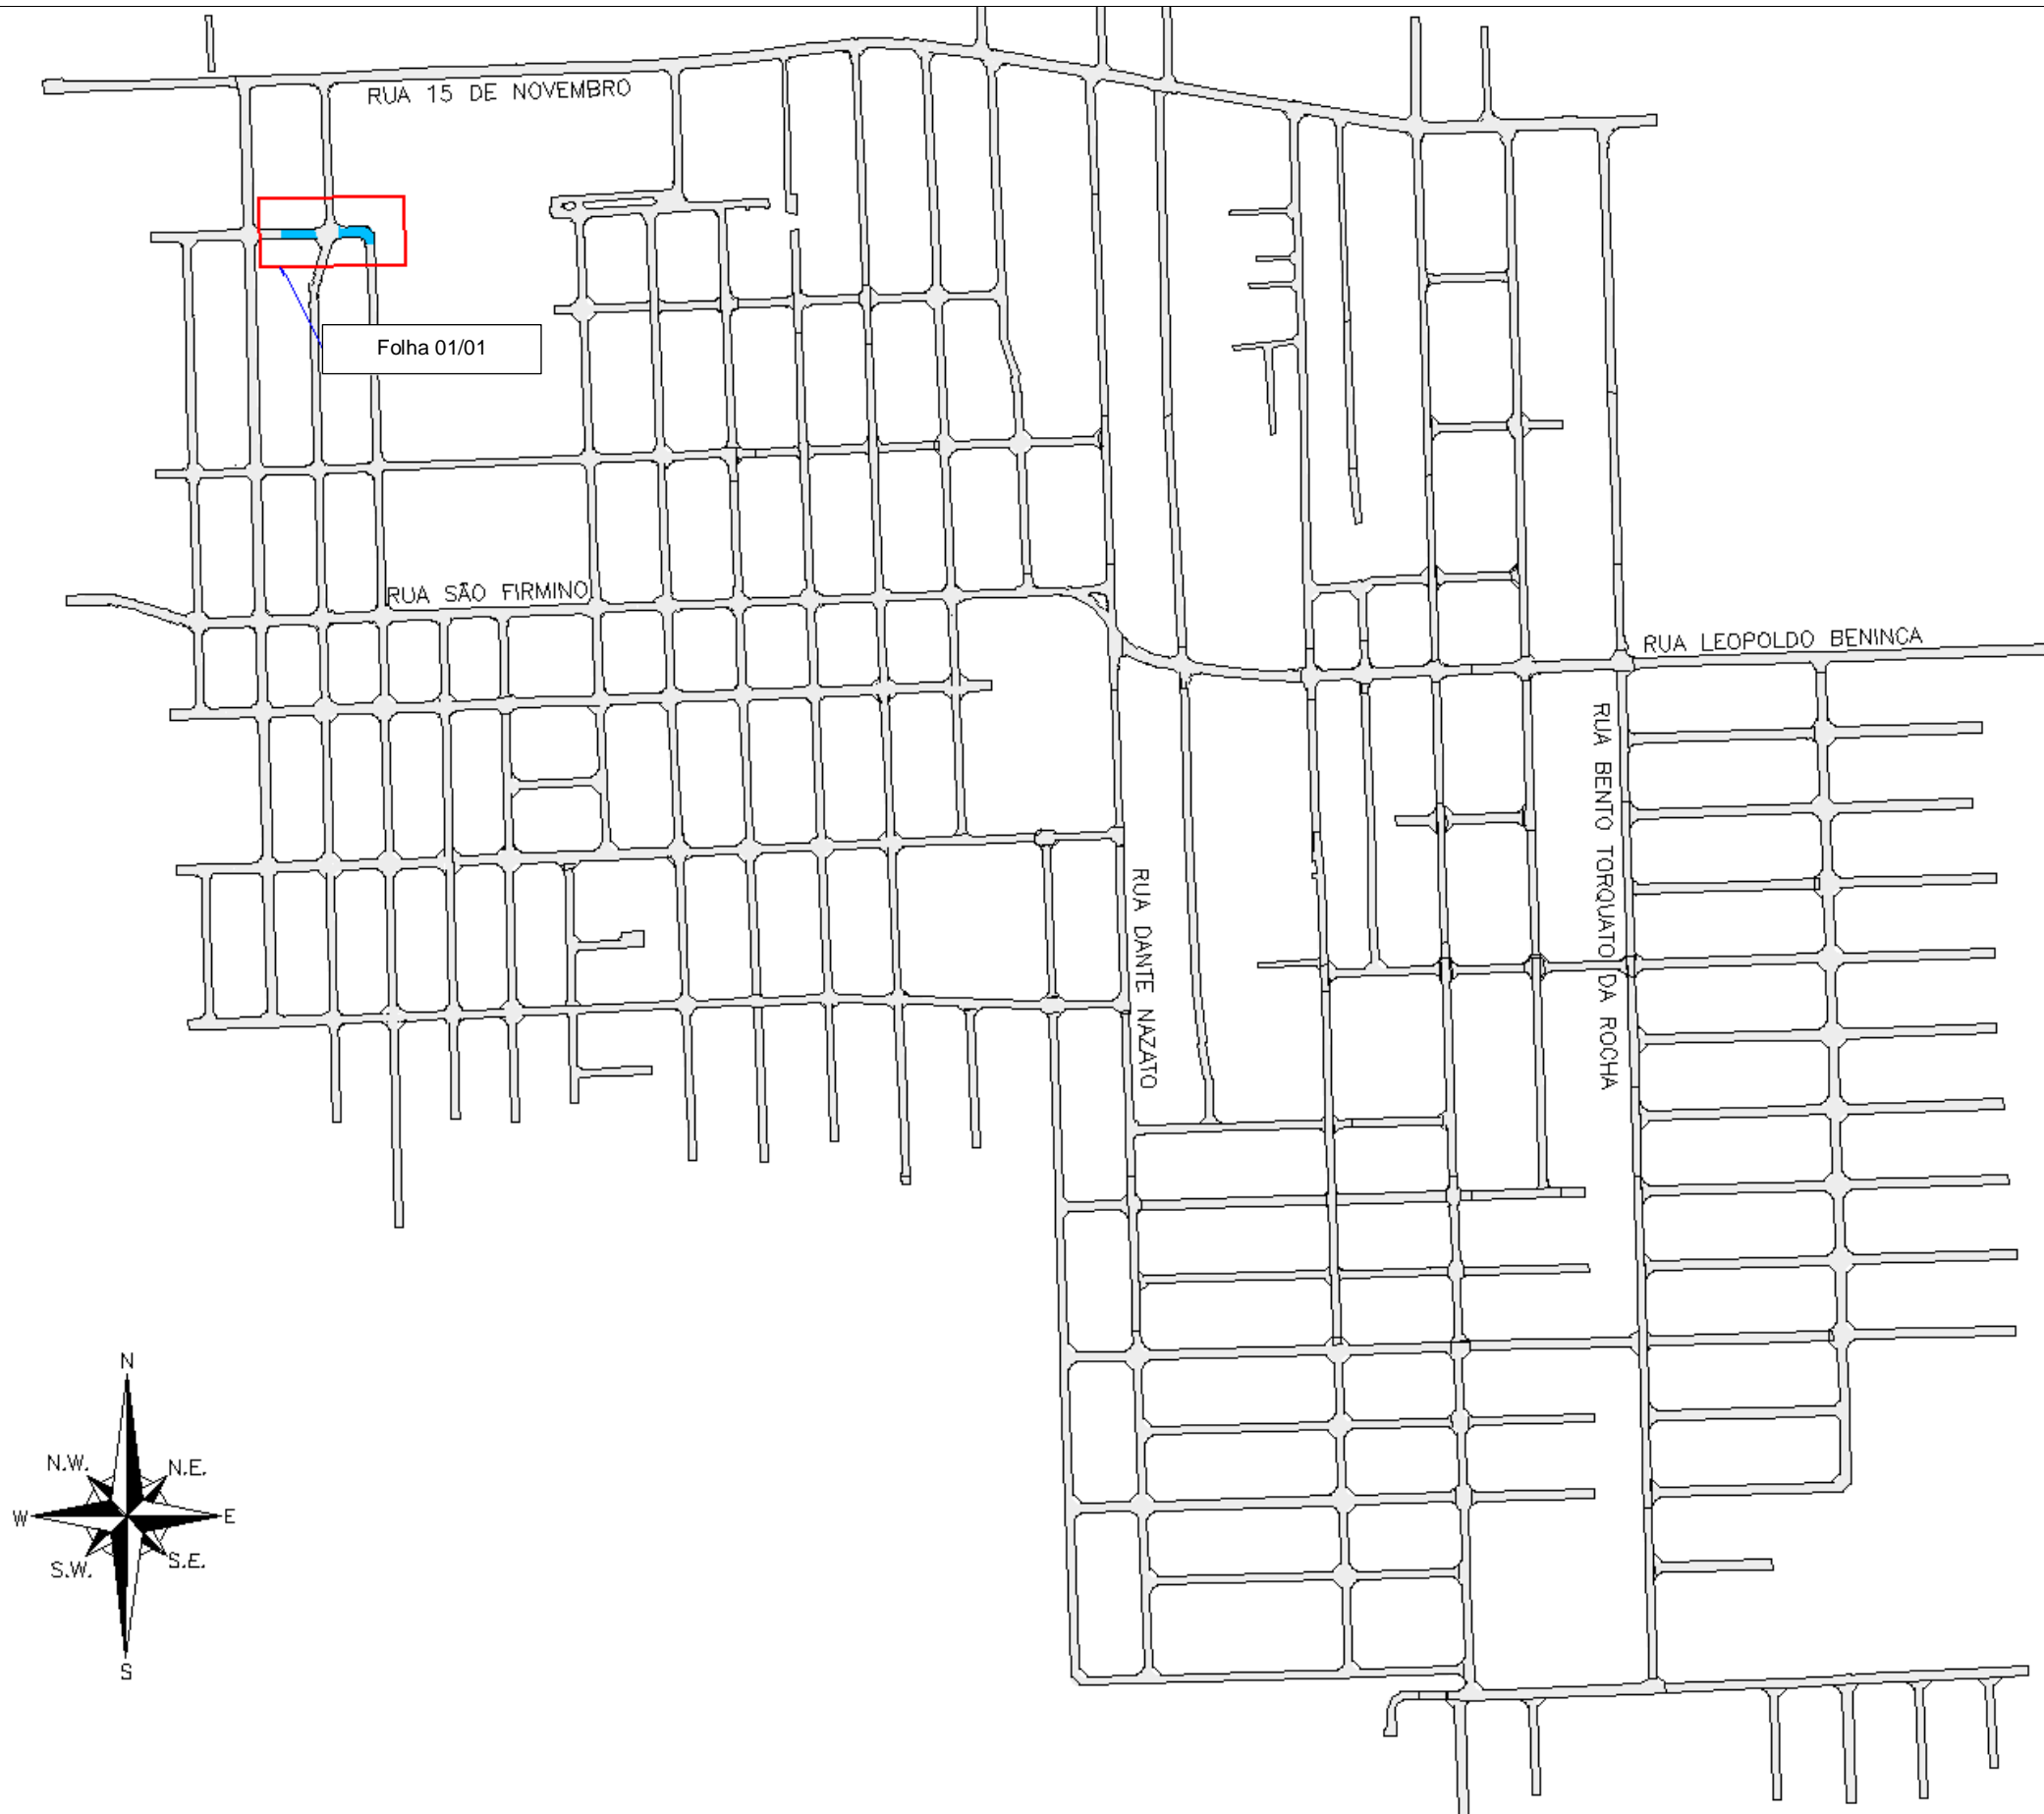 RUA 15 DE NOVEMBRO
Folha 01/01
RUA SÃO FIRMINO
RUA LEOPOLDO BENINCA
RUA BENTO TORQUATO DA ROCHA
RUA DANTE NAZATO
N
N.W.
N.E.
W
E
S.W.
S.E.
S